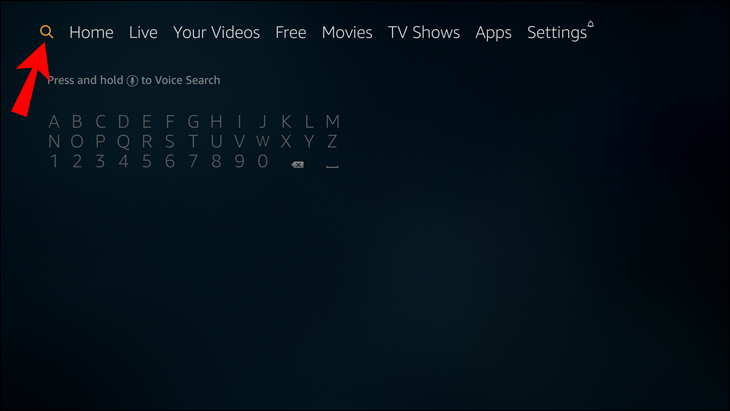 Home Live Your Videos Free Movies TV Shows Apps Settings
Press and hold to Voice Search
A B C D E F G H I J K L M
N O P Q R S T U V W X Y Z
1 2 3 4 5 6 7 8 9 0